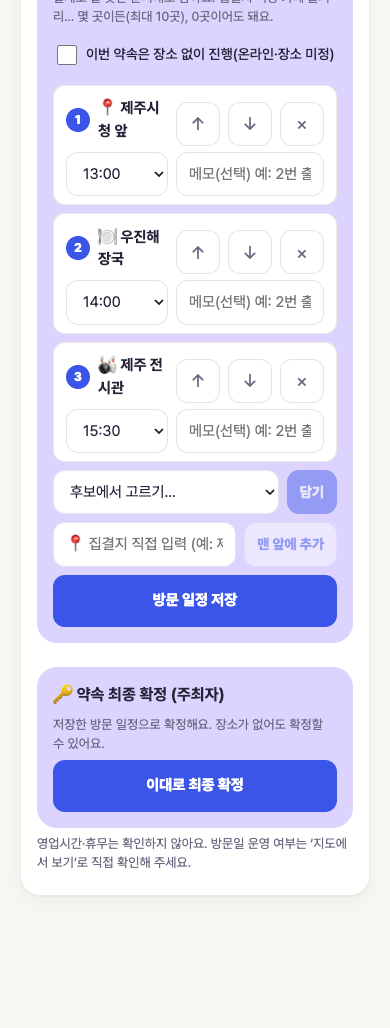 리... 몇 곳이든(최대 10곳), 0곳이어도 돼요.
이번 약속은 장소 없이 진행(온라인·장소 미정)
1 📍 제주시청 앞 ↑ ↓ ×
13:00 메모(선택) 예: 2번 출
2 🍽️ 우진해장국 ↑ ↓ ×
14:00 메모(선택) 예: 2번 출
3 🎳 제주 전시관 ↑ ↓ ×
15:30 메모(선택) 예: 2번 출
후보에서 고르기... 담기
📍 집결지 직접 입력 (예: 맨 앞에 추가
방문 일정 저장
🔑 약속 최종 확정 (주최자)
저장한 방문 일정으로 확정해요. 장소가 없어도 확정할
수 있어요.
이대로 최종 확정
영업시간·휴무는 확인하지 않아요. 방문일 운영 여부는 ‘지도에
서 보기’로 직접 확인해 주세요.